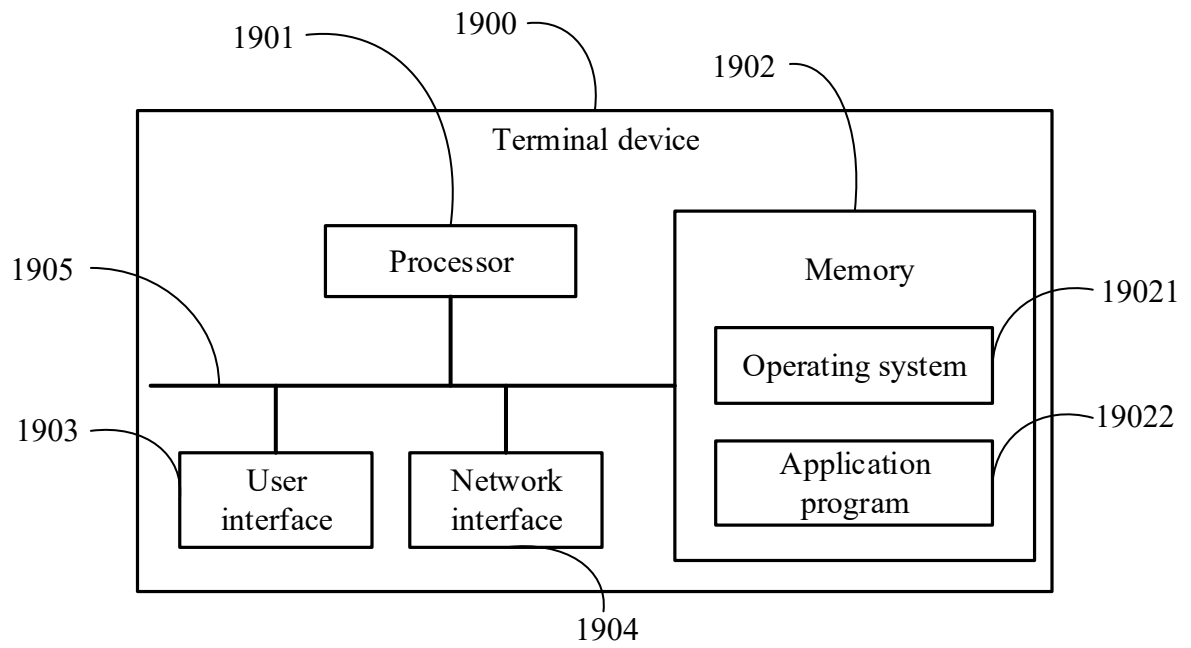 1900
1901
1902
Terminal device
Processor
1905
Memory
19021
Operating system
1903
19022
User
interface
Network
interface
Application
program
1904